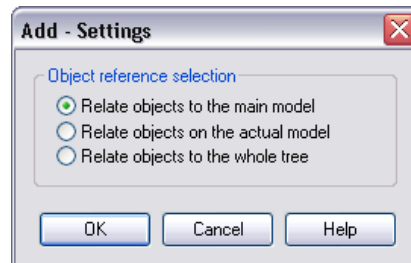 Add - Settings
Object reference selection
Relate objects to the main model
Relate objects on the actual model
Relate objects to the whole tree
OK Cancel Help